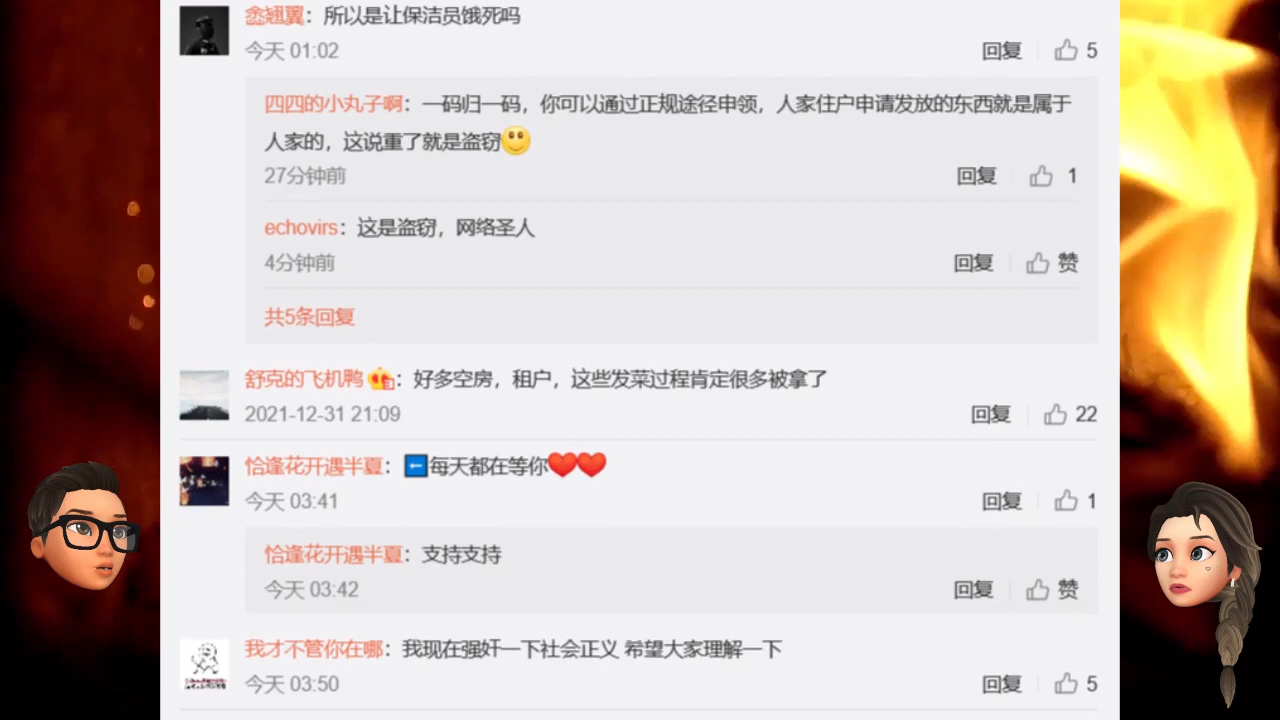 盍翘翼：所以是让保洁员饿死吗
今天 01:02
回复
5
四四的小丸子啊：一码归一码，你可以通过正规途径申领，人家住户申请发放的东西就是属于
人家的，这说重了就是盗窃
27分钟前
回复
1
echovirs：这是盗窃，网络圣人
4分钟前
回复
赞
共5条回复
舒克的飞机鸭：好多空房，租户，这些发菜过程肯定很多被拿了
2021-12-31 21:09
回复
22
恰逢花开遇半夏：⬅️每天都在等你❤️❤️
今天 03:41
回复
1
恰逢花开遇半夏：支持支持
今天 03:42
回复
赞
我才不管你在哪：我现在强奸一下社会正义 希望大家理解一下
今天 03:50
回复
5